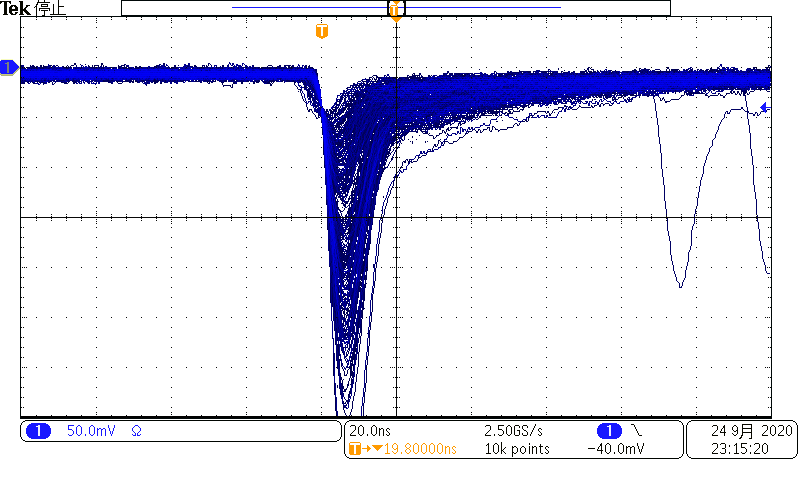 Tek 停止
T
T
1
1 50.0mV Ω
20.0ns 2.50GS/s 1
T→▼19.80000ns 10k points −40.0mV
24 9月 2020
23:15:20